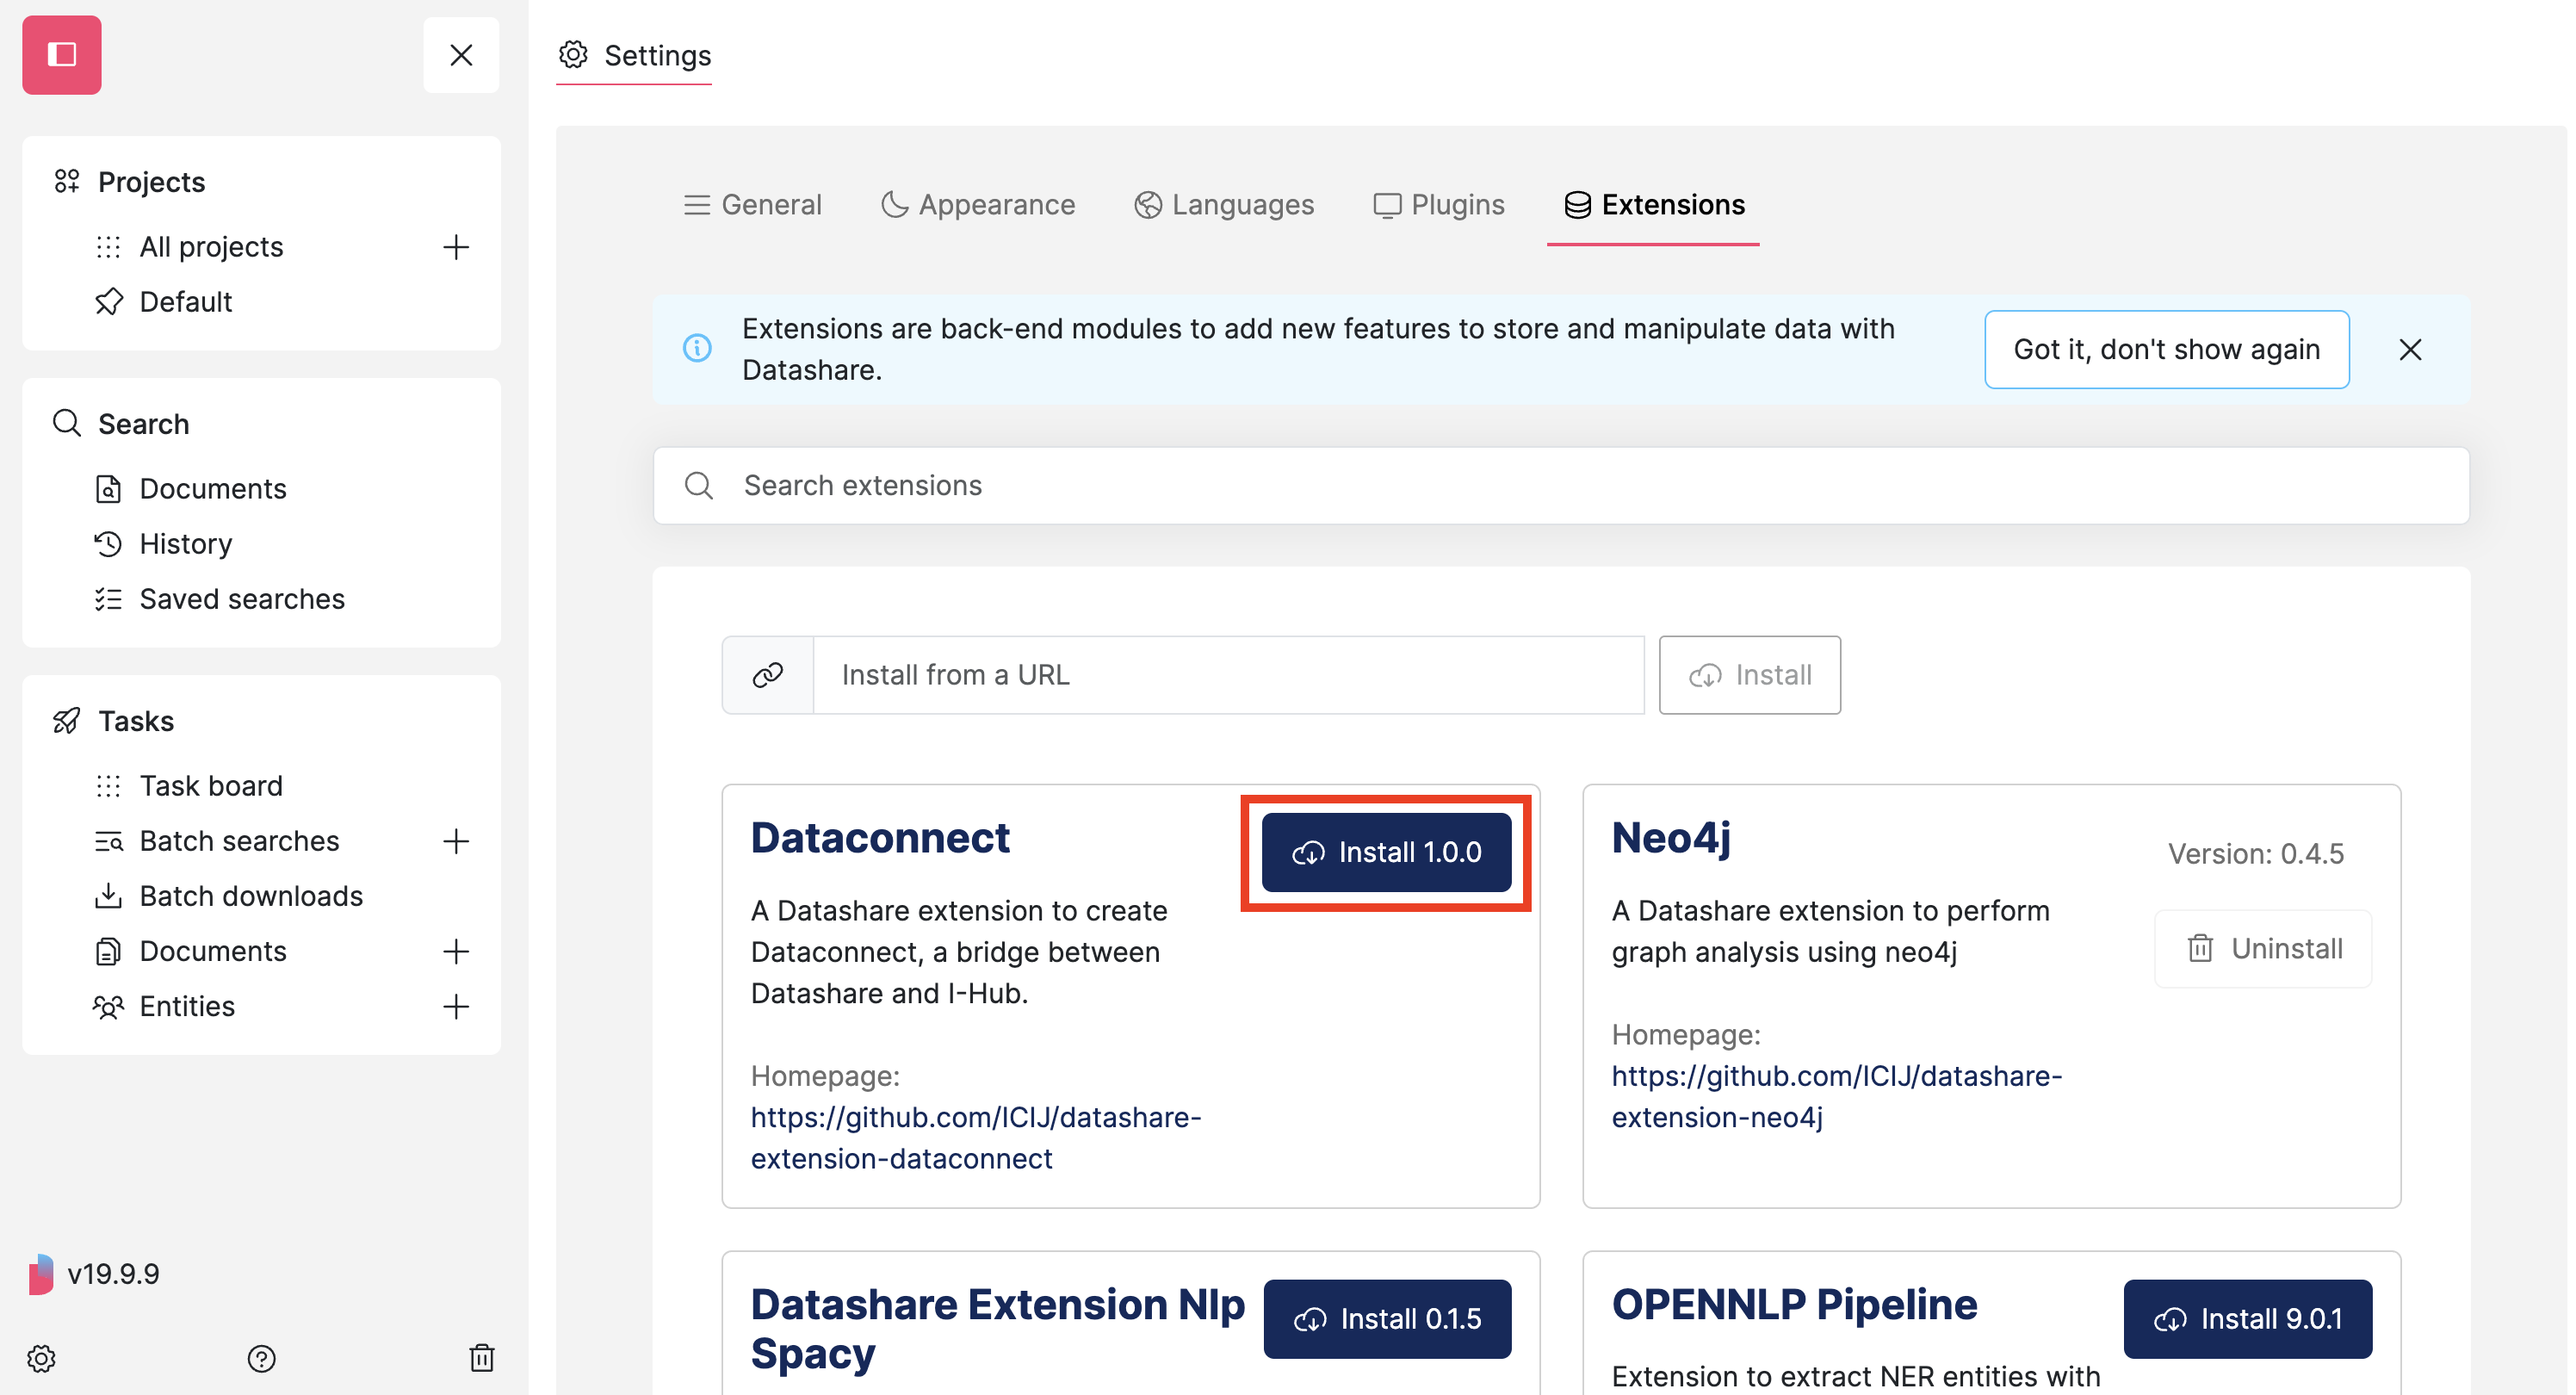 Settings
Projects
All projects
Default
Search
Documents
History
Saved searches
Tasks
Task board
Batch searches
Batch downloads
Documents
Entities
v19.9.9
General
Appearance
Languages
Plugins
Extensions
Extensions are back-end modules to add new features to store and manipulate data with
Datashare.
Got it, don't show again
Search extensions
Install from a URL
Install
Dataconnect
Install 1.0.0
A Datashare extension to create
Dataconnect, a bridge between
Datashare and I-Hub.
Homepage:
https://github.com/ICIJ/datashare-
extension-dataconnect
Neo4j
Version: 0.4.5
A Datashare extension to perform
graph analysis using neo4j
Uninstall
Homepage:
https://github.com/ICIJ/datashare-
extension-neo4j
Datashare Extension Nlp
Spacy
Install 0.1.5
OPENNLP Pipeline
Install 9.0.1
Extension to extract NER entities with